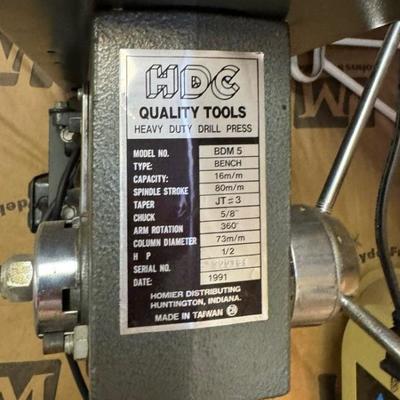 HDC
QUALITY TOOLS
HEAVY DUTY DRILL PRESS
MODEL NO. BDM 5
TYPE: BENCH
CAPACITY: 16m/m
SPINDLE STROKE 80m/m
TAPER JT=3
CHUCK 5/8"
ARM ROTATION 360°
COLUMN DIAMETER 73m/m
H P 1/2
SERIAL NO.
DATE: 1991
HOMIER DISTRIBUTING
HUNTINGTON, INDIANA.
MADE IN TAIWAN